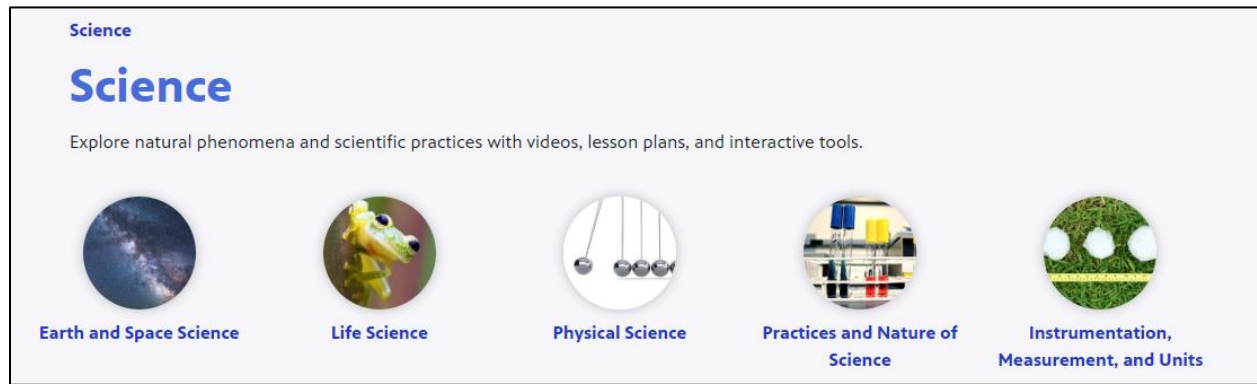 Science
Science
Explore natural phenomena and scientific practices with videos, lesson plans, and interactive tools.
Earth and Space Science
Life Science
Physical Science
Practices and Nature of
Science
Instrumentation,
Measurement, and Units